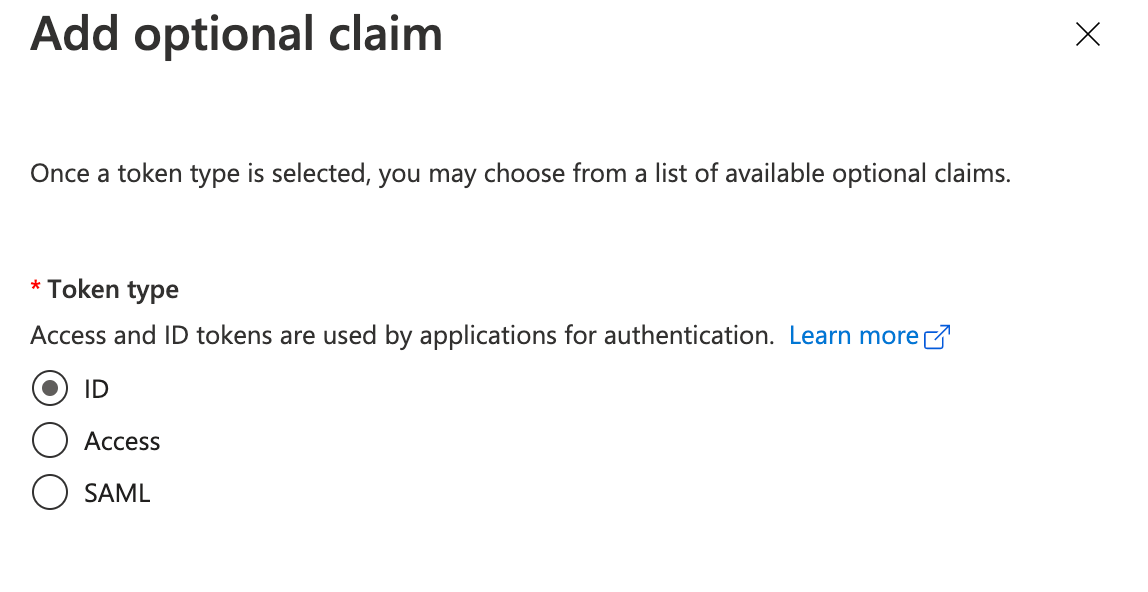 Add optional claim
Once a token type is selected, you may choose from a list of available optional claims.
* Token type
Access and ID tokens are used by applications for authentication. Learn more
ID
Access
SAML